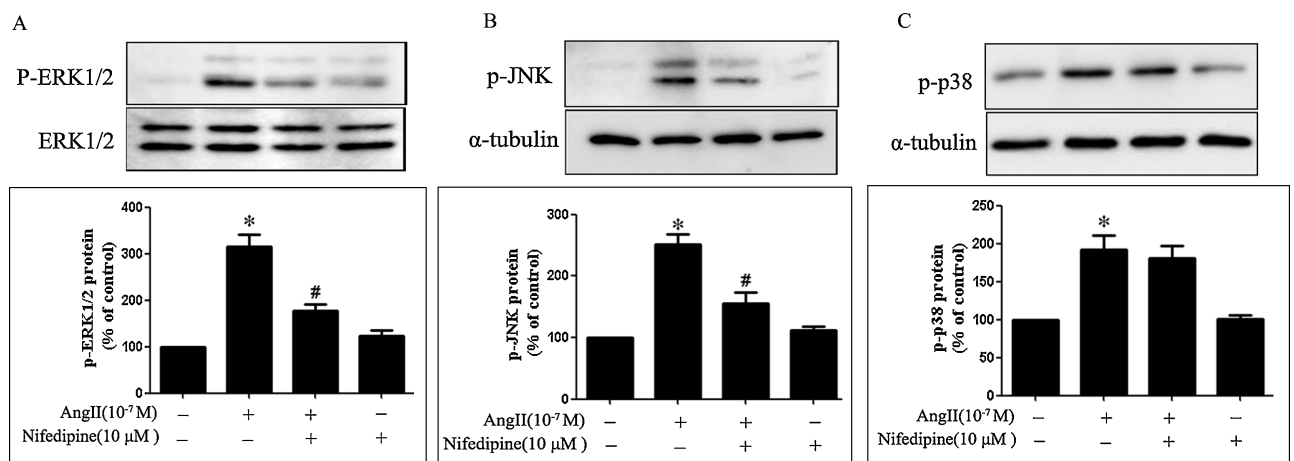 A
P-ERK1/2
ERK1/2
p-ERK1/2 protein
(% of control)
400
300
200
100
0
*
#
AngII(10⁻⁷M) – + + –
Nifedipine(10 μM) – – + +
B
p-JNK
α-tubulin
p-JNK protein
(% of control)
300
200
100
0
*
#
AngII(10⁻⁷M) – + + –
Nifedipine(10 μM) – – + +
C
p-p38
α-tubulin
p-p38 protein
(% of control)
250
200
150
100
50
0
*
AngII(10⁻⁷M) – + + –
Nifedipine(10 μM) – – + +